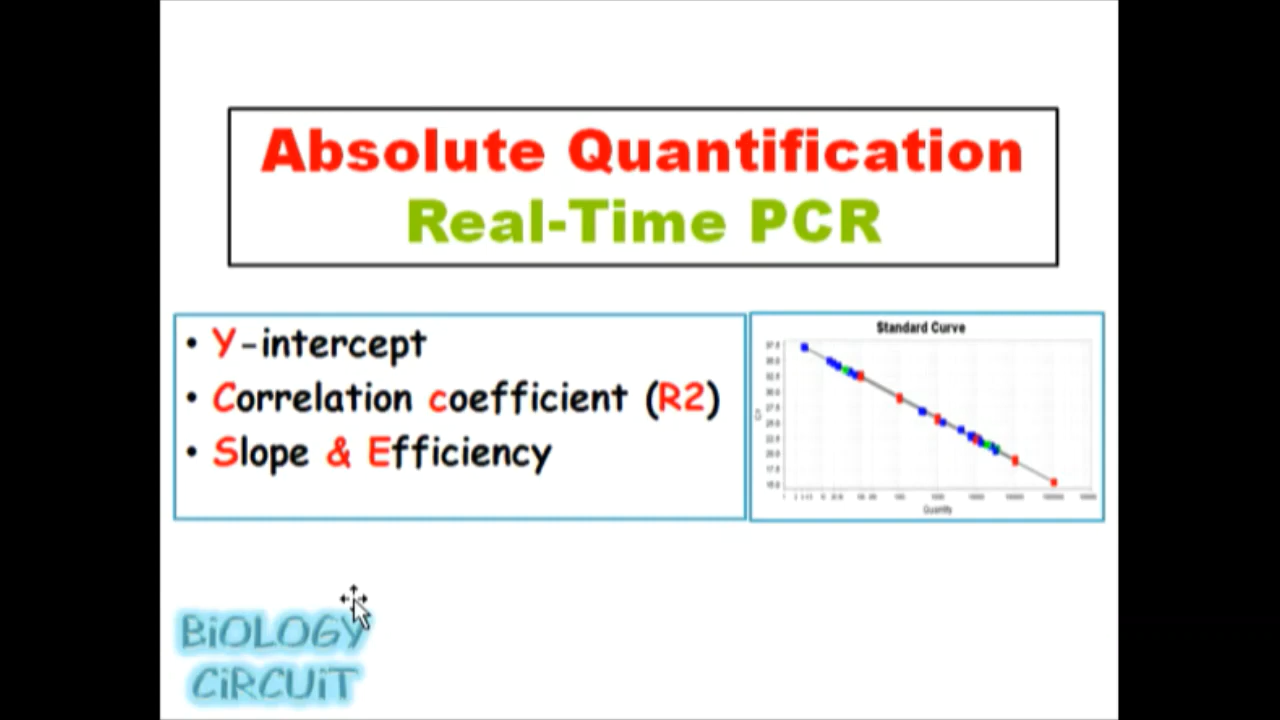 Absolute Quantification
Real-Time PCR
• Y-intercept
• Correlation coefficient (R2)
• Slope & Efficiency
Standard Curve
Quantity
BiOLOGY
CiRCUiT